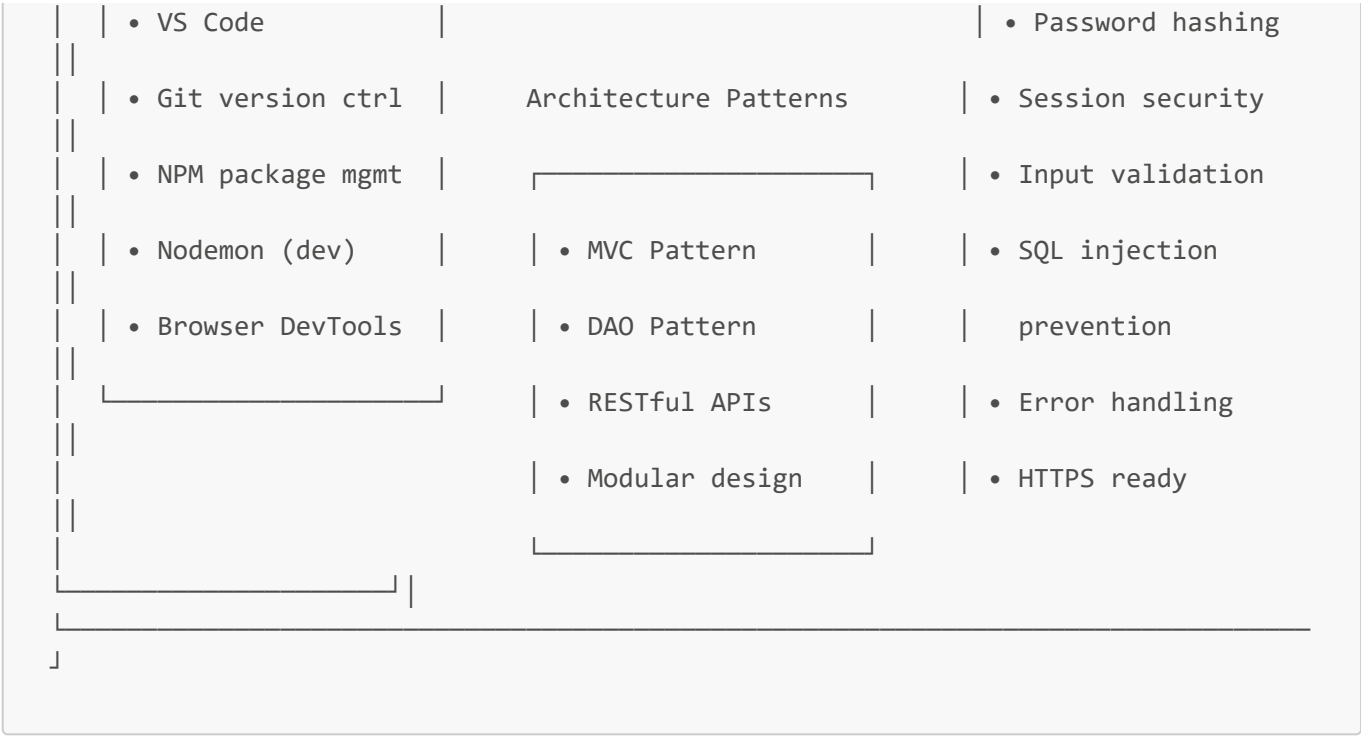 • VS Code • Password hashing
• Git version ctrl Architecture Patterns • Session security
• NPM package mgmt • Input validation
• Nodemon (dev) • MVC Pattern • SQL injection
• Browser DevTools • DAO Pattern prevention
• RESTful APIs • Error handling
• Modular design • HTTPS ready